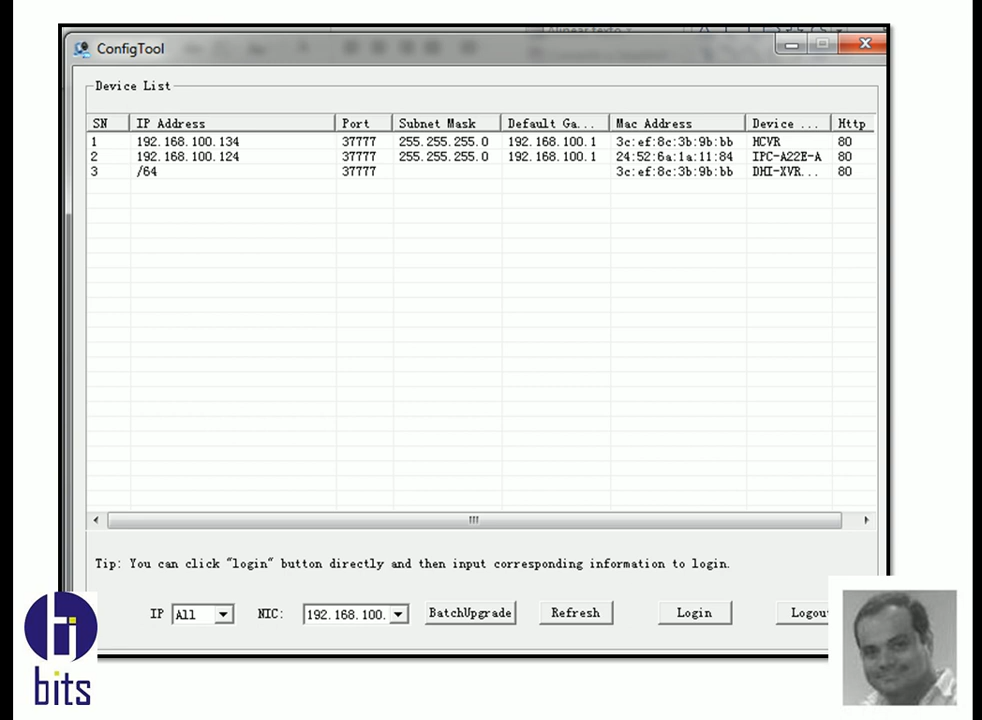 ConfigTool
Device List
SN IP Address Port Subnet Mask Default Ga... Mac Address Device ... Http
1 192.168.100.134 37777 255.255.255.0 192.168.100.1 3c:ef:8c:3b:9b:bb HCVR 80
2 192.168.100.124 37777 255.255.255.0 192.168.100.1 24:52:6a:1a:11:84 IPC-A22E-A 80
3 /64 37777 3c:ef:8c:3b:9b:bb DHI-XVR... 80
Tip: You can click "login" button directly and then input corresponding information to login.
IP All NIC: 192.168.100. BatchUpgrade Refresh Login Logou
bits